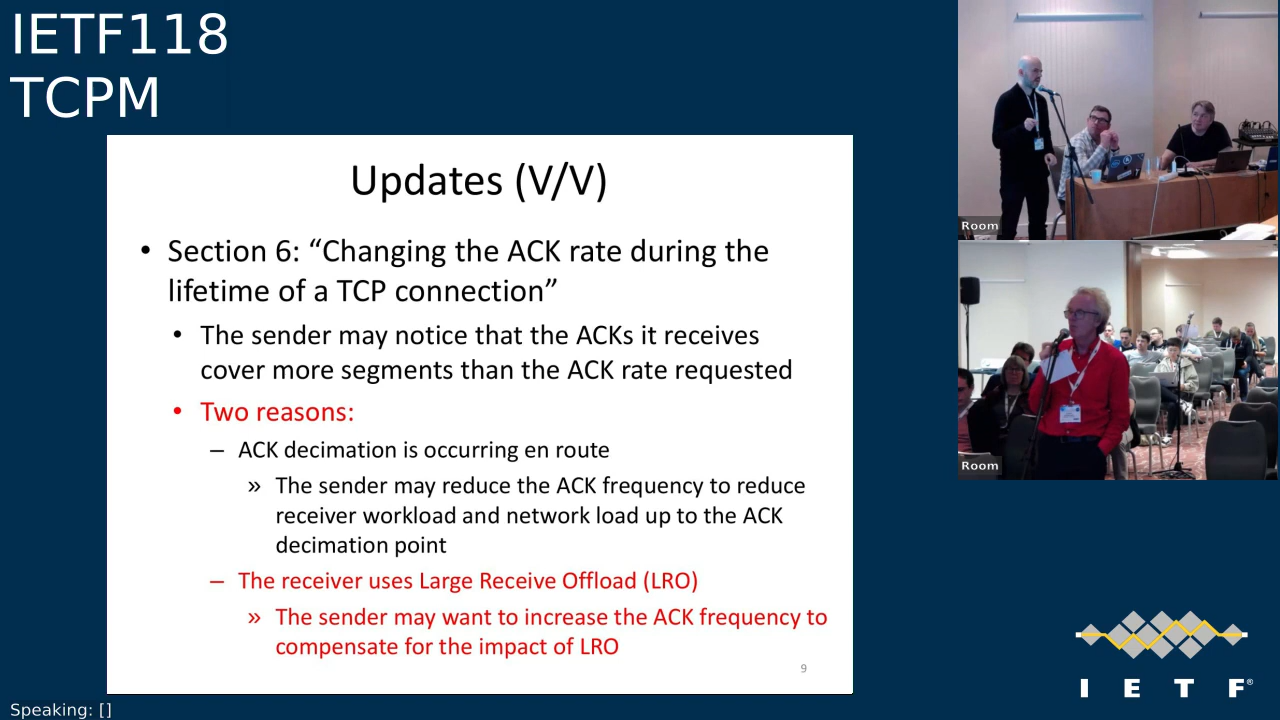 IETF118
TCPM
Updates (V/V)
• Section 6: “Changing the ACK rate during the
lifetime of a TCP connection”
• The sender may notice that the ACKs it receives
cover more segments than the ACK rate requested
• Two reasons:
– ACK decimation is occurring en route
» The sender may reduce the ACK frequency to reduce
receiver workload and network load up to the ACK
decimation point
– The receiver uses Large Receive Offload (LRO)
» The sender may want to increase the ACK frequency to
compensate for the impact of LRO
9
Room
Room
I E T F®
Speaking: []